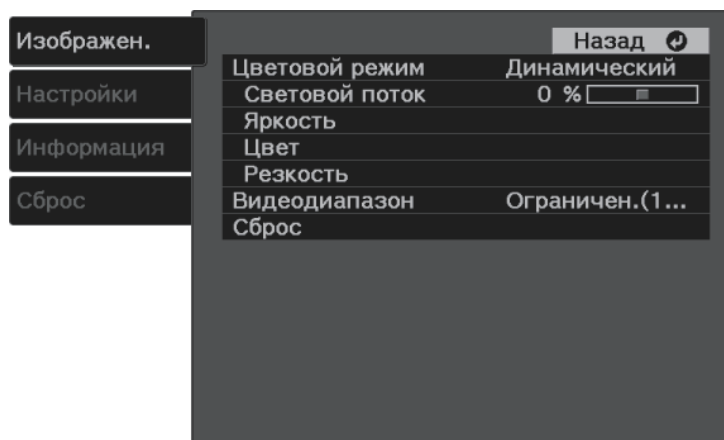 Изображен.
Настройки
Информация
Сброс
Назад
Цветовой режим Динамический
Световой поток 0 %
Яркость
Цвет
Резкость
Видеодиапазон Ограничен.(1...
Сброс